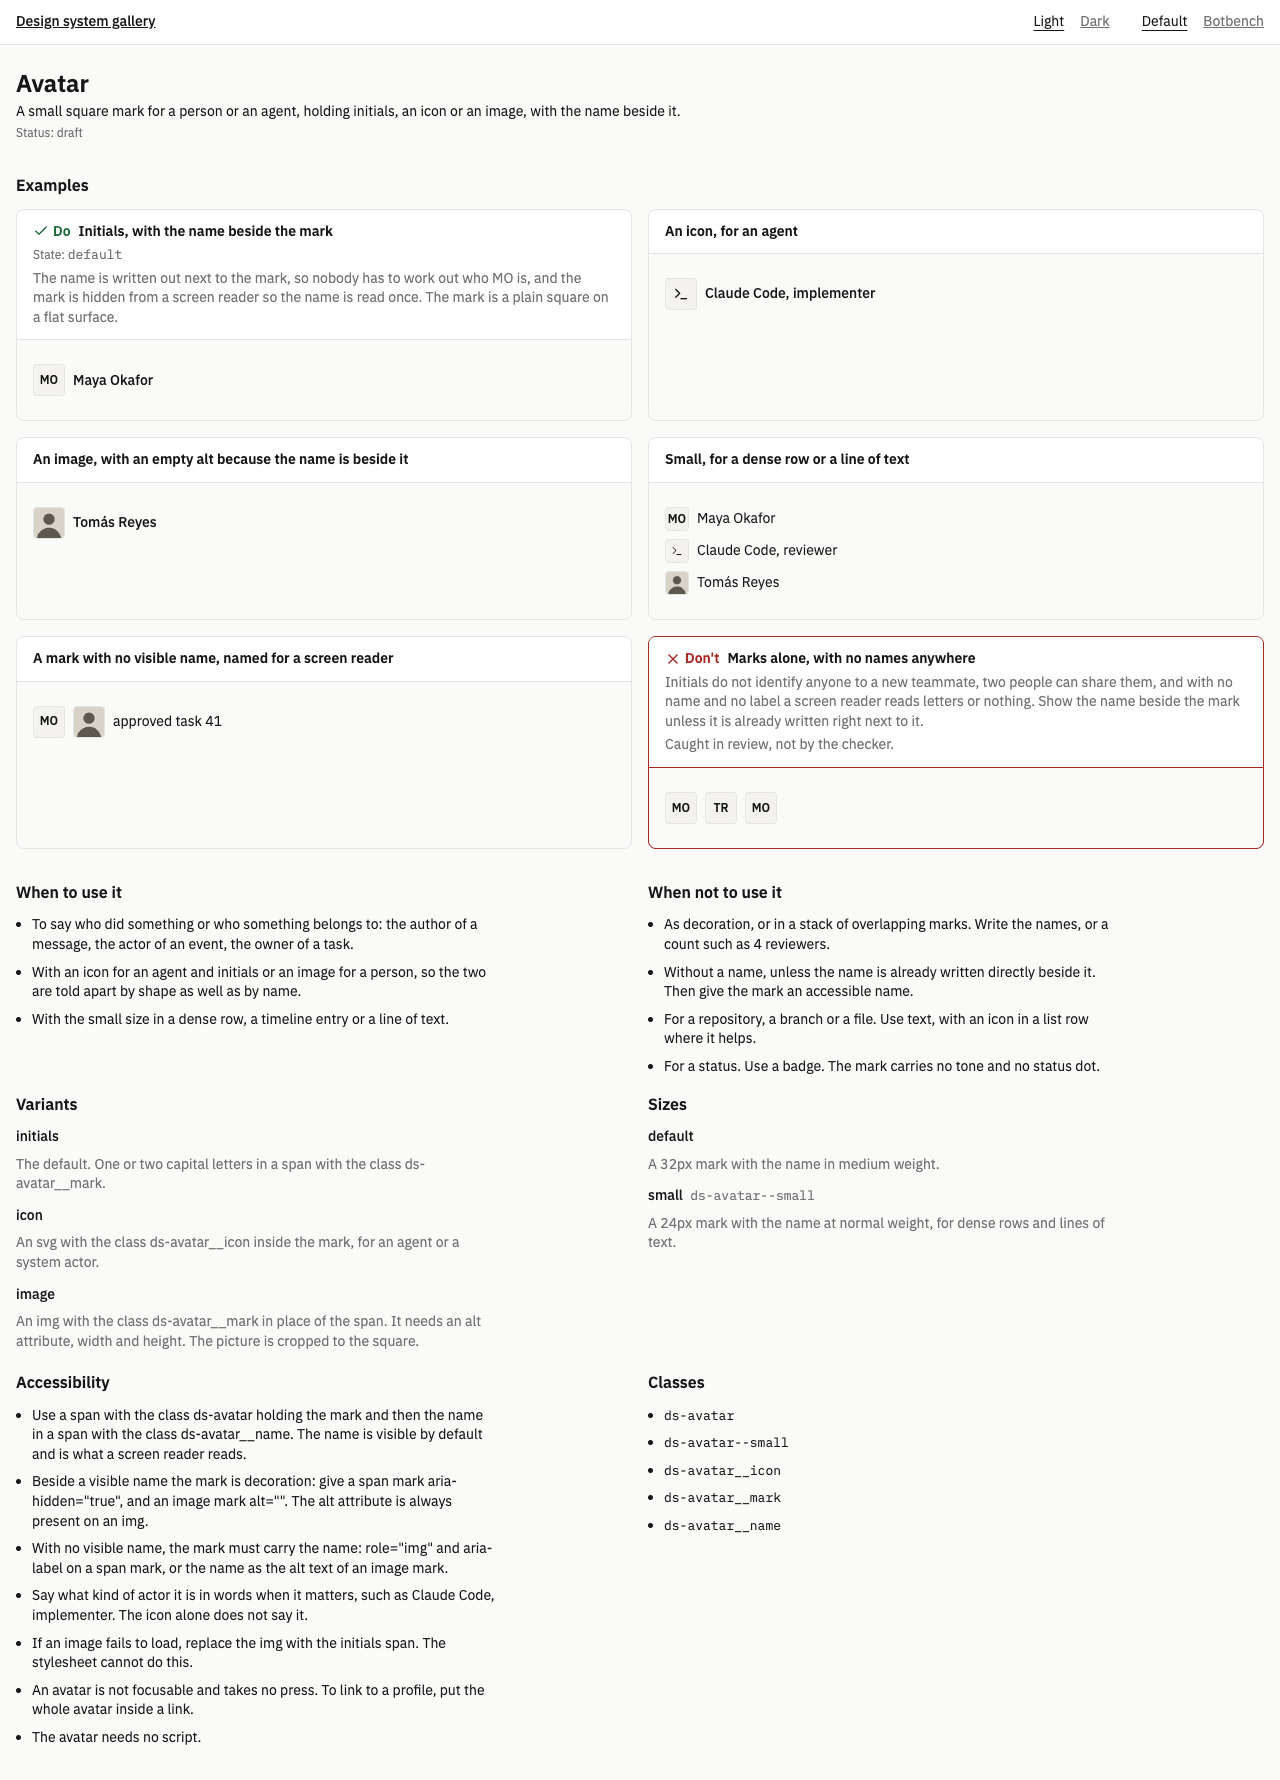 Design system gallery
Light Dark Default Botbench
Avatar
A small square mark for a person or an agent, holding initials, an icon or an image, with the name beside it.
Status: draft
Examples
Do Initials, with the name beside the mark
State: default
The name is written out next to the mark, so nobody has to work out who MO is, and the
mark is hidden from a screen reader so the name is read once. The mark is a plain square on
a flat surface.
MO Maya Okafor
An icon, for an agent
Claude Code, implementer
An image, with an empty alt because the name is beside it
Tomás Reyes
Small, for a dense row or a line of text
MO Maya Okafor
Claude Code, reviewer
Tomás Reyes
A mark with no visible name, named for a screen reader
MO approved task 41
Don't Marks alone, with no names anywhere
Initials do not identify anyone to a new teammate, two people can share them, and with no
name and no label a screen reader reads letters or nothing. Show the name beside the mark
unless it is already written right next to it.
Caught in review, not by the checker.
MO TR MO
When to use it
To say who did something or who something belongs to: the author of a
message, the actor of an event, the owner of a task.
With an icon for an agent and initials or an image for a person, so the two
are told apart by shape as well as by name.
With the small size in a dense row, a timeline entry or a line of text.
When not to use it
As decoration, or in a stack of overlapping marks. Write the names, or a
count such as 4 reviewers.
Without a name, unless the name is already written directly beside it.
Then give the mark an accessible name.
For a repository, a branch or a file. Use text, with an icon in a list row
where it helps.
For a status. Use a badge. The mark carries no tone and no status dot.
Variants
initials
The default. One or two capital letters in a span with the class ds-
avatar__mark.
icon
An svg with the class ds-avatar__icon inside the mark, for an agent or a
system actor.
image
An img with the class ds-avatar__mark in place of the span. It needs an alt
attribute, width and height. The picture is cropped to the square.
Sizes
default
A 32px mark with the name in medium weight.
small ds-avatar--small
A 24px mark with the name at normal weight, for dense rows and lines of
text.
Accessibility
Use a span with the class ds-avatar holding the mark and then the name
in a span with the class ds-avatar__name. The name is visible by default
and is what a screen reader reads.
Beside a visible name the mark is decoration: give a span mark aria-
hidden="true", and an image mark alt="". The alt attribute is always
present on an img.
With no visible name, the mark must carry the name: role="img" and aria-
label on a span mark, or the name as the alt text of an image mark.
Say what kind of actor it is in words when it matters, such as Claude Code,
implementer. The icon alone does not say it.
If an image fails to load, replace the img with the initials span. The
stylesheet cannot do this.
An avatar is not focusable and takes no press. To link to a profile, put the
whole avatar inside a link.
The avatar needs no script.
Classes
ds-avatar
ds-avatar--small
ds-avatar__icon
ds-avatar__mark
ds-avatar__name